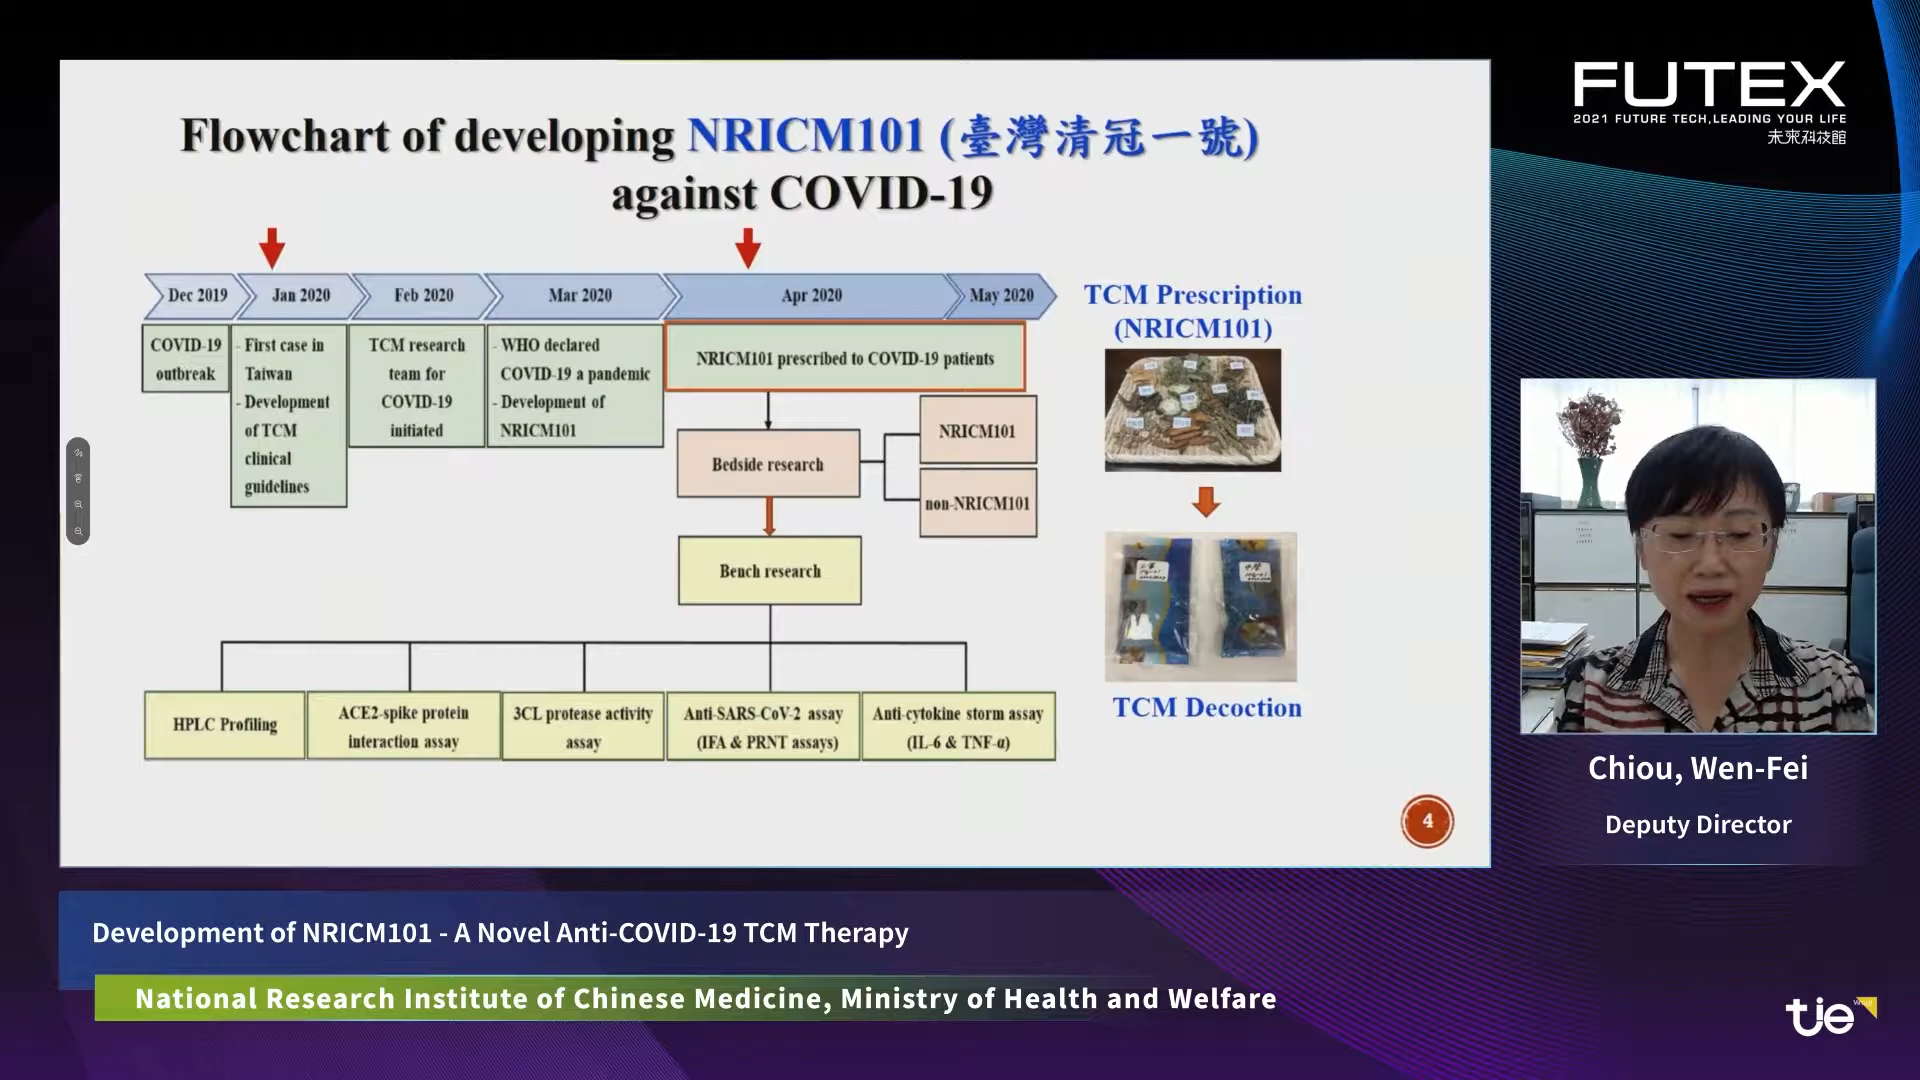 FUTEX
2021 FUTURE TECH,LEADING YOUR LIFE
未來科技館
Flowchart of developing NRICM101 (臺灣清冠一號)
against COVID-19
Dec 2019
Jan 2020
Feb 2020
Mar 2020
Apr 2020
May 2020
COVID-19
outbreak
- First case in
Taiwan
- Development
of TCM
clinical
guidelines
TCM research
team for
COVID-19
initiated
- WHO declared
COVID-19 a pandemic
- Development of
NRICM101
NRICM101 prescribed to COVID-19 patients
Bedside research
NRICM101
non-NRICM101
Bench research
HPLC Profiling
ACE2-spike protein
interaction assay
3CL protease activity
assay
Anti-SARS-CoV-2 assay
(IFA & PRNT assays)
Anti-cytokine storm assay
(IL-6 & TNF-α)
TCM Prescription
(NRICM101)
TCM Decoction
4
Chiou, Wen-Fei
Deputy Director
Development of NRICM101 - A Novel Anti-COVID-19 TCM Therapy
National Research Institute of Chinese Medicine, Ministry of Health and Welfare
tie